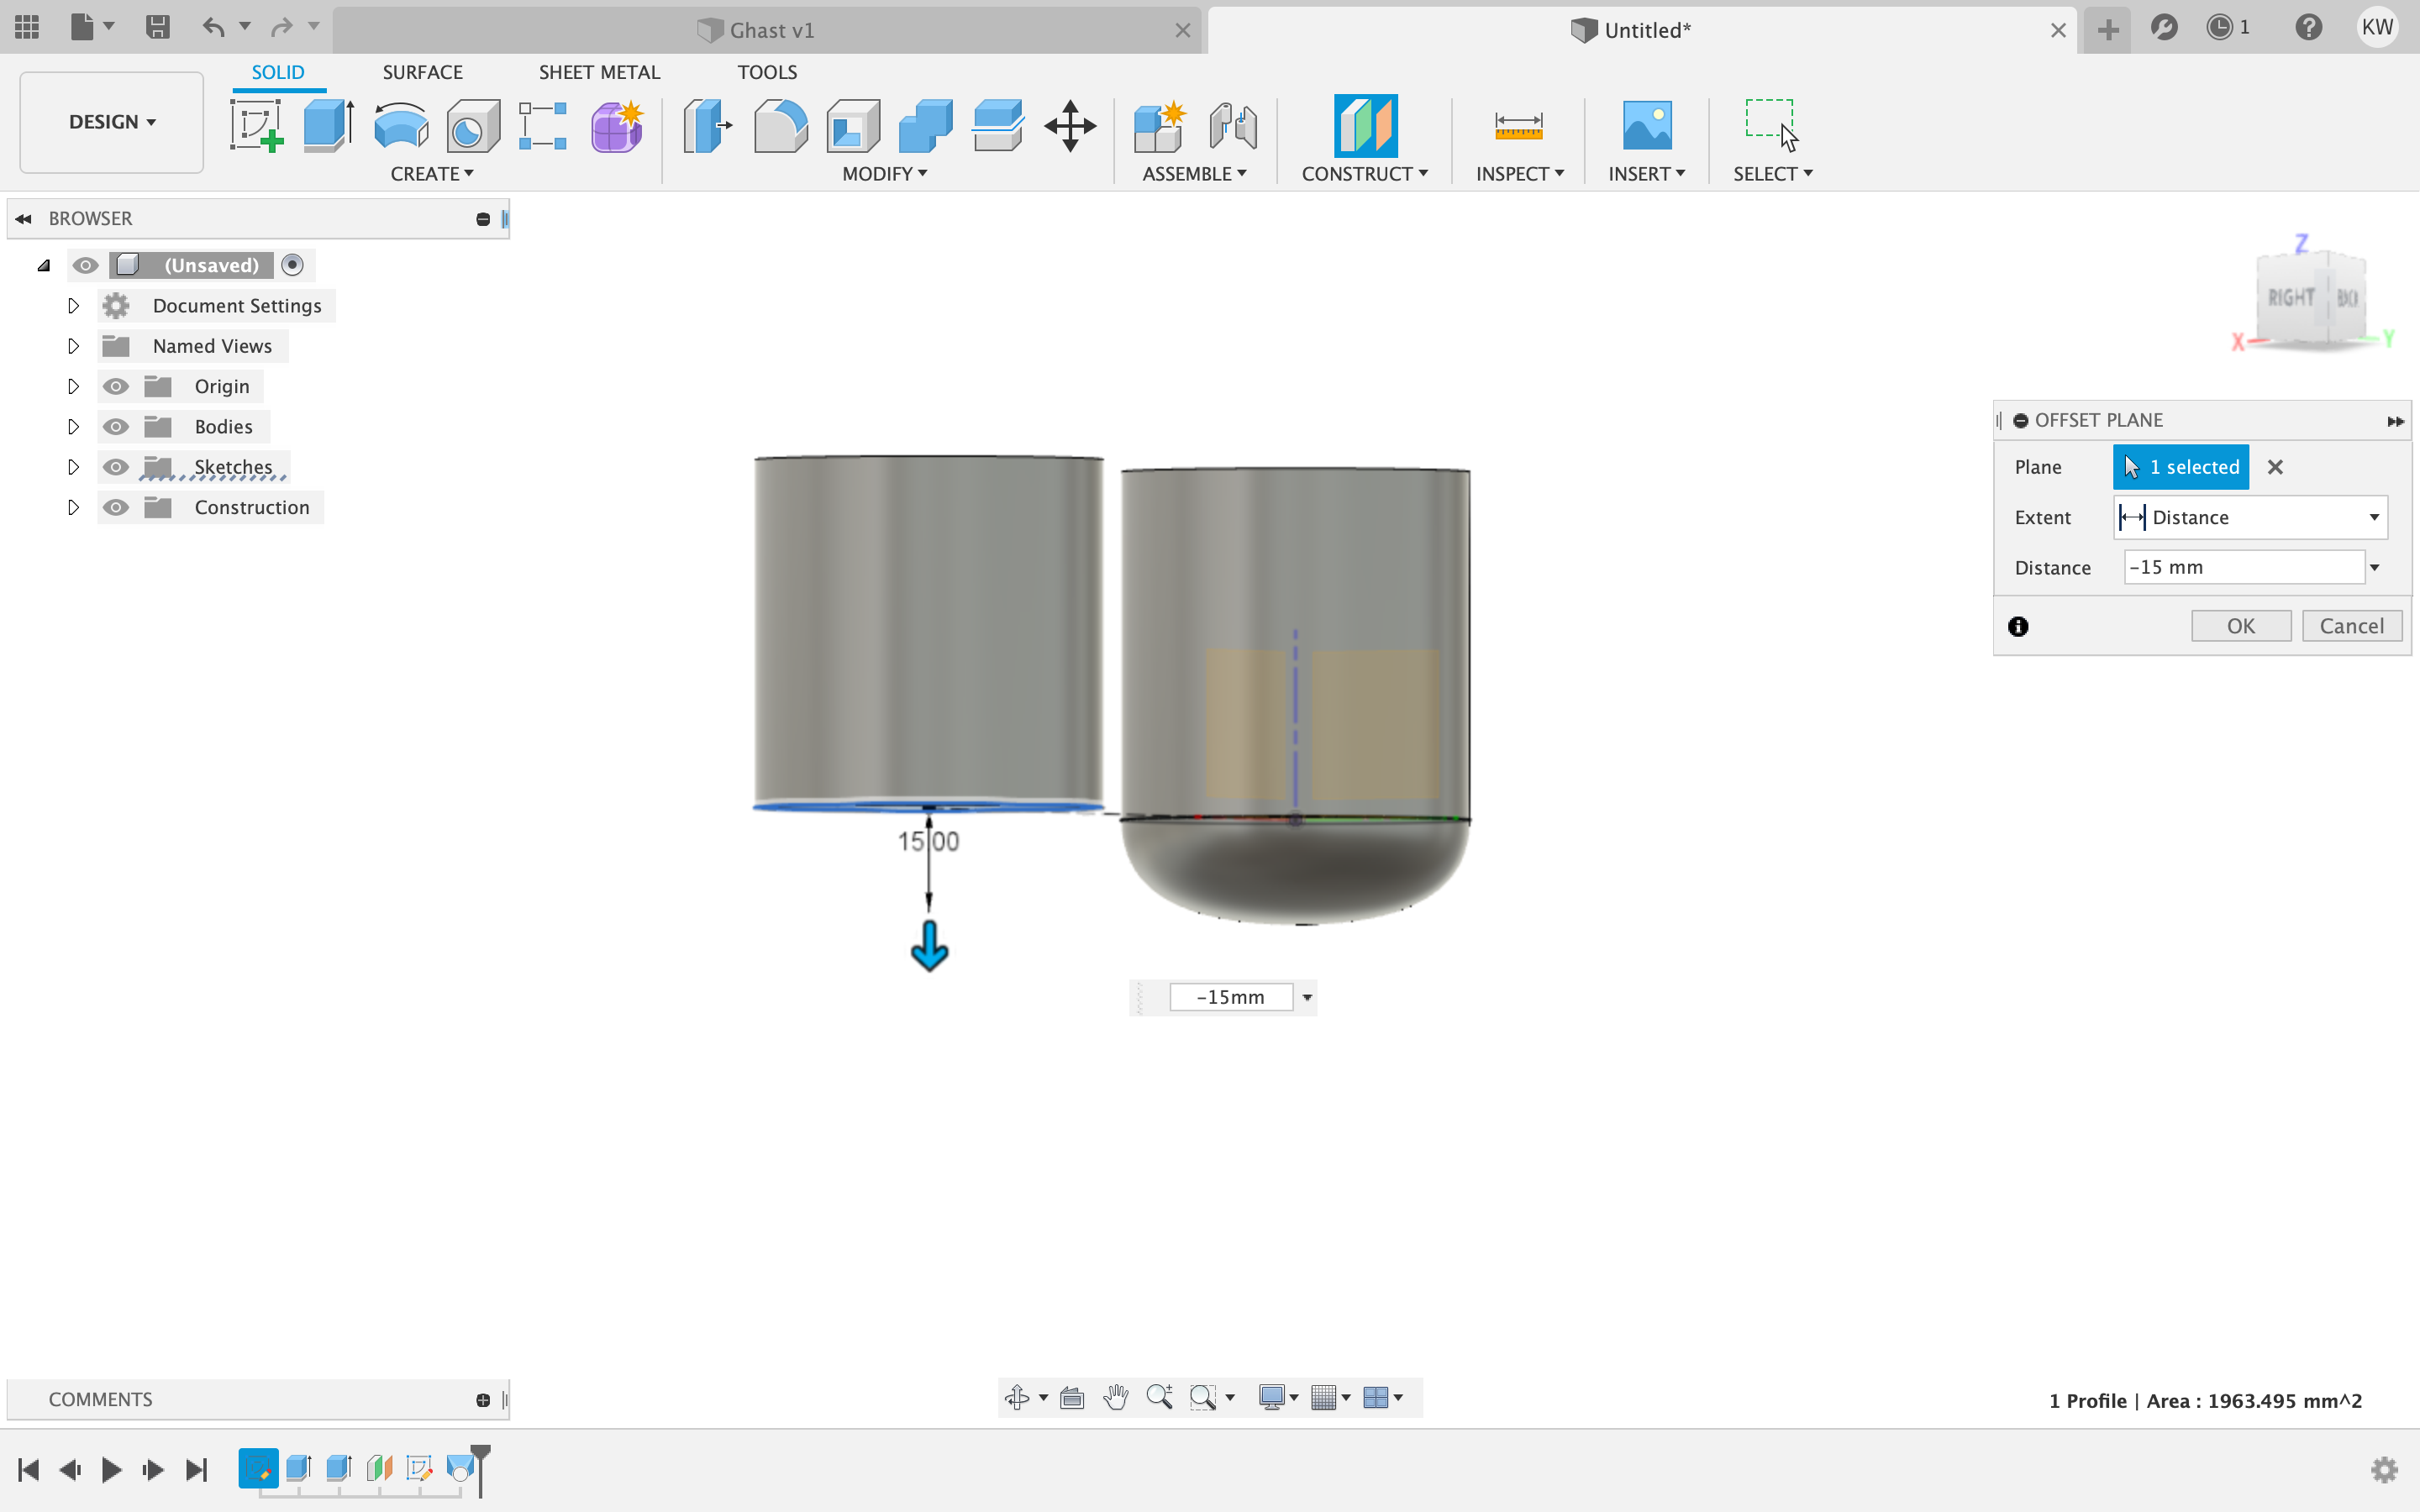 Ghast v1
Untitled*
1
KW
DESIGN
SOLID
SURFACE
SHEET METAL
TOOLS
CREATE
MODIFY
ASSEMBLE
CONSTRUCT
INSPECT
INSERT
SELECT
BROWSER
(Unsaved)
Document Settings
Named Views
Origin
Bodies
Sketches
Construction
Z
RIGHT
X
Y
OFFSET PLANE
Plane
1 selected
Extent
Distance
Distance
-15 mm
OK
Cancel
15.00
-15mm
COMMENTS
1 Profile | Area : 1963.495 mm^2